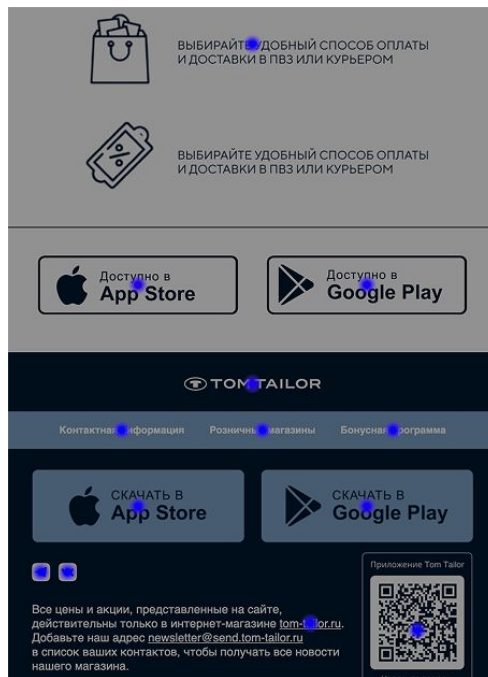 ВЫБИРАЙТЕ УДОБНЫЙ СПОСОБ ОПЛАТЫ
И ДОСТАВКИ В ПВЗ ИЛИ КУРЬЕРОМ
ВЫБИРАЙТЕ УДОБНЫЙ СПОСОБ ОПЛАТЫ
И ДОСТАВКИ В ПВЗ ИЛИ КУРЬЕРОМ
Доступно в
App Store
Доступно в
Google Play
TOM TAILOR
Контактная информация Розничные магазины Бонусная программа
СКАЧАТЬ В
App Store
СКАЧАТЬ В
Google Play
Приложение Tom Tailor
Все цены и акции, представленные на сайте,
действительны только в интернет-магазине tom-tailor.ru.
Добавьте наш адрес newsletter@send.tom-tailor.ru
в список ваших контактов, чтобы получать все новости
нашего магазина.